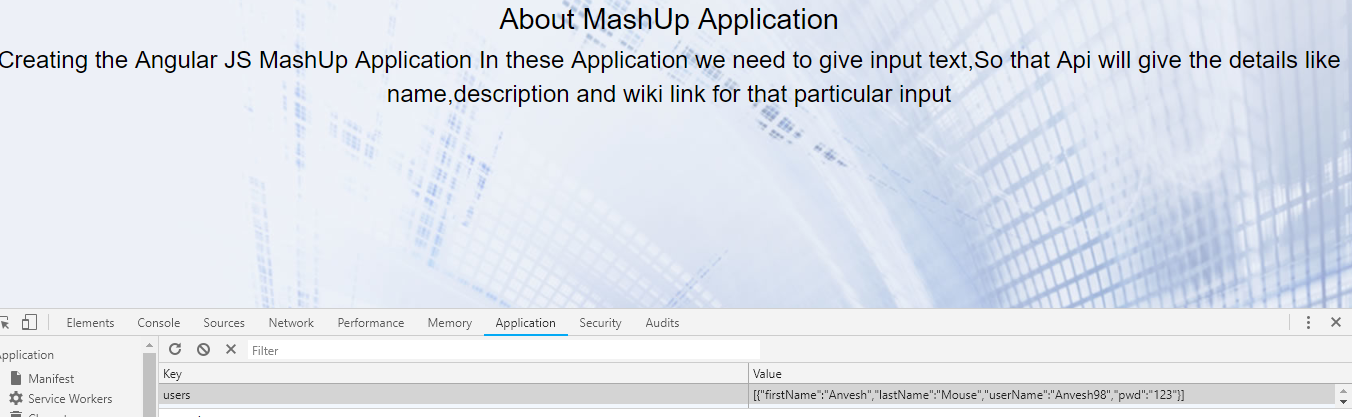 About MashUp Application
Creating the Angular JS MashUp Application In these Application we need to give input text,So that Api will give the details like
name,description and wiki link for that particular input
Elements Console Sources Network Performance Memory Application Security Audits
Application
Filter
Manifest
Service Workers
Key Value
users [{"firstName":"Anvesh","lastName":"Mouse","userName":"Anvesh98","pwd":"123"}]